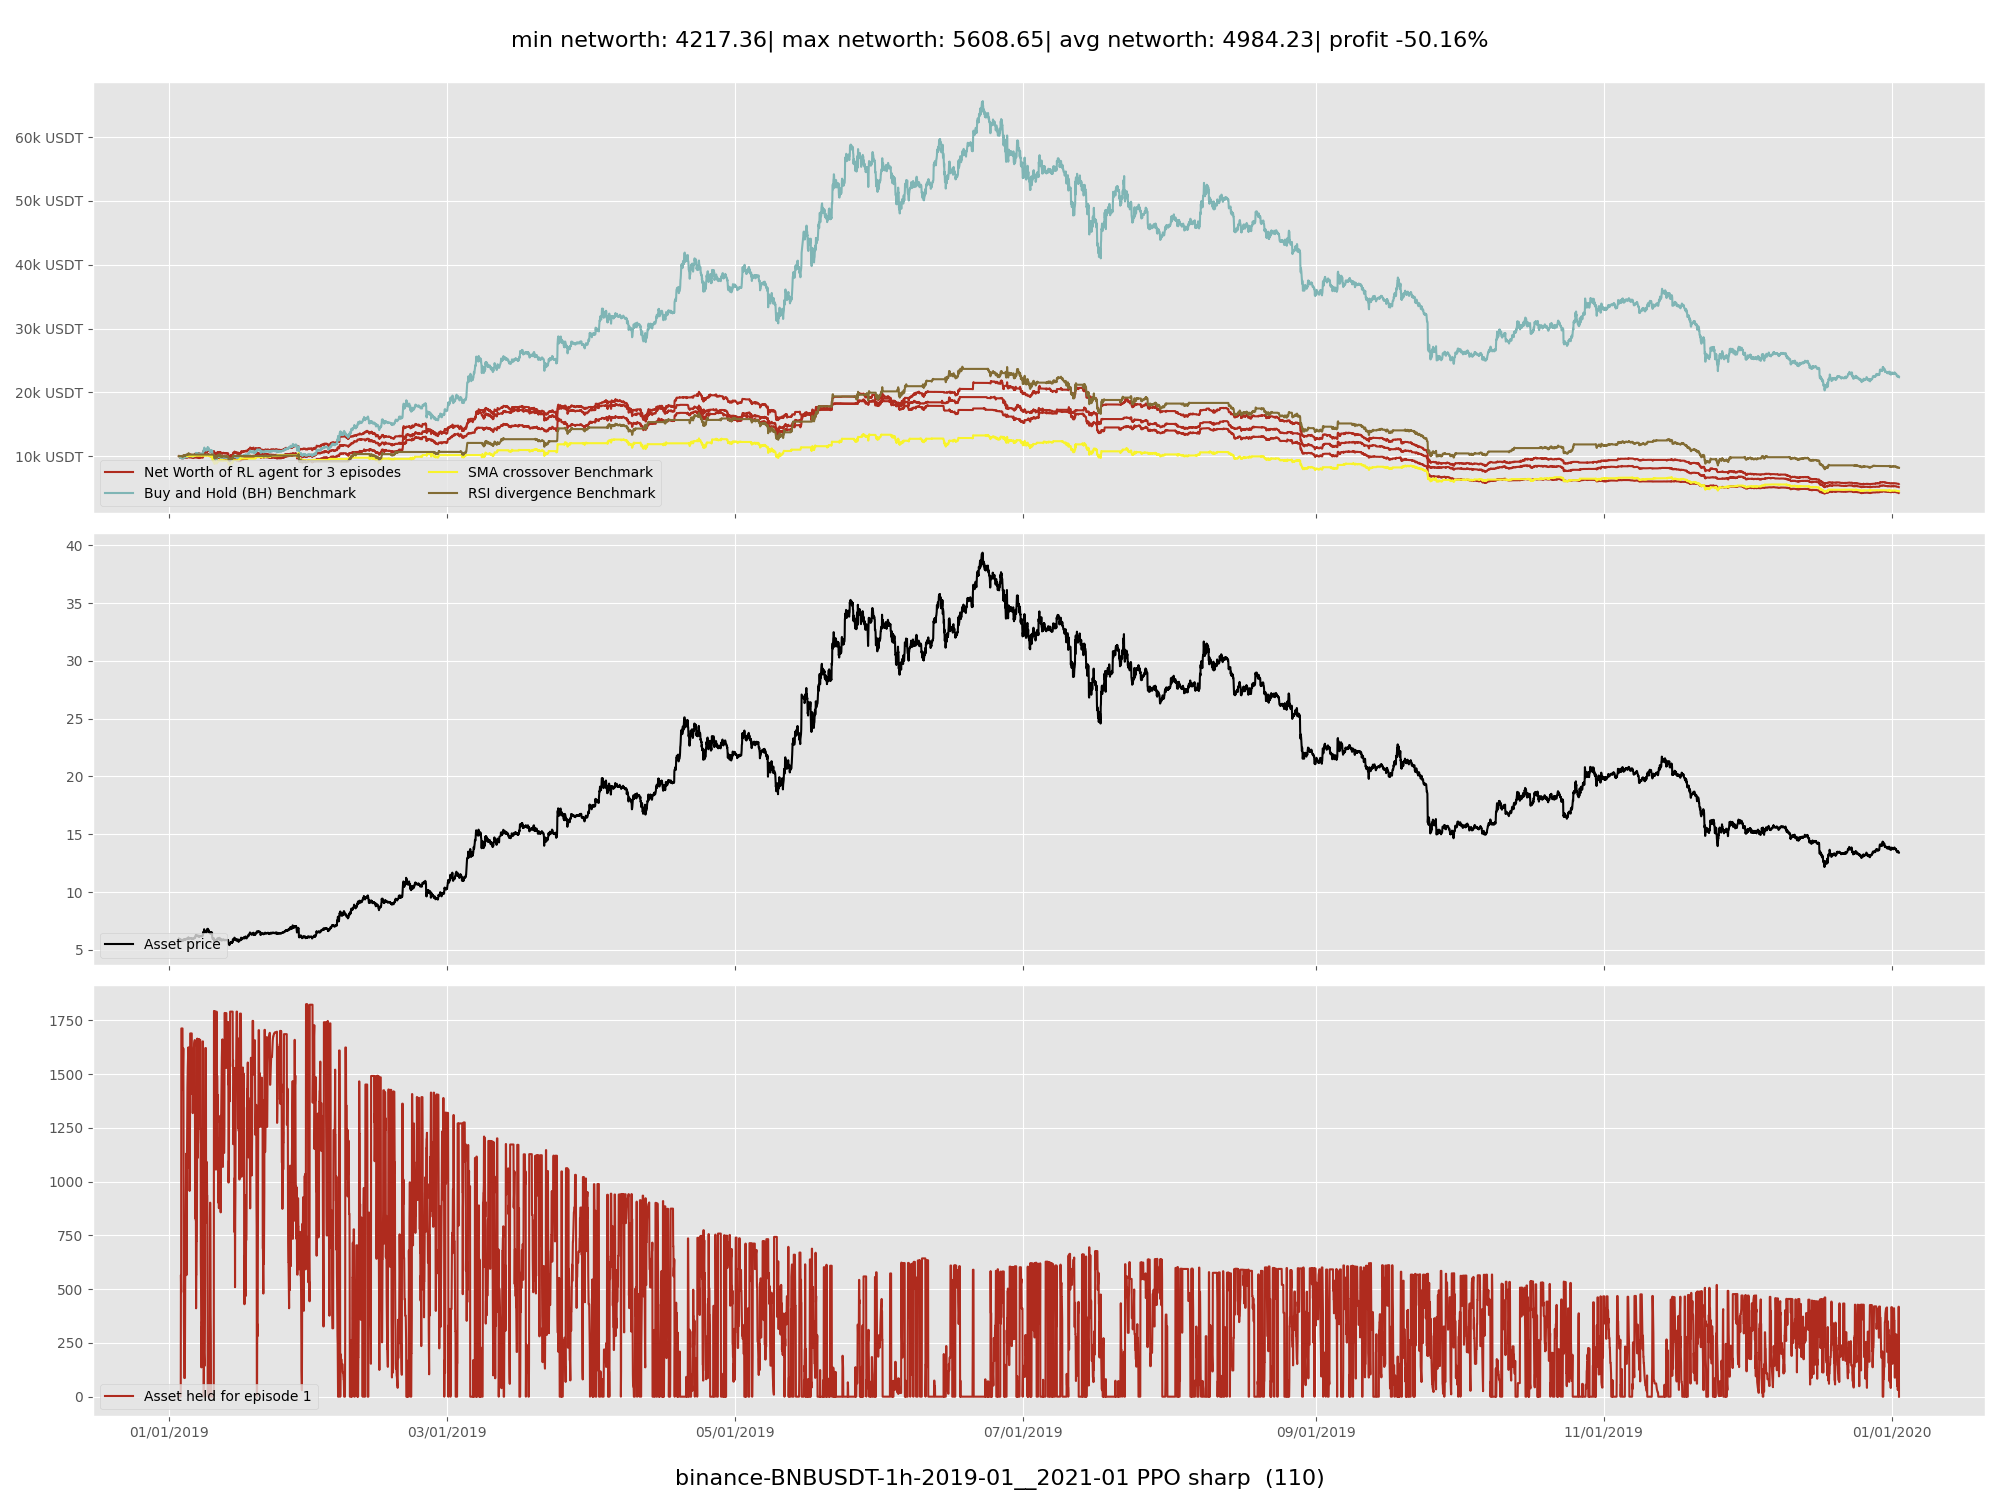 min networth: 4217.36| max networth: 5608.65| avg networth: 4984.23| profit -50.16%
60k USDT
50k USDT
40k USDT
30k USDT
20k USDT
10k USDT
Net Worth of RL agent for 3 episodes
Buy and Hold (BH) Benchmark
SMA crossover Benchmark
RSI divergence Benchmark
40
35
30
25
20
15
10
5
Asset price
1750
1500
1250
1000
750
500
250
0
Asset held for episode 1
01/01/2019 03/01/2019 05/01/2019 07/01/2019 09/01/2019 11/01/2019 01/01/2020
binance-BNBUSDT-1h-2019-01__2021-01 PPO sharp (110)